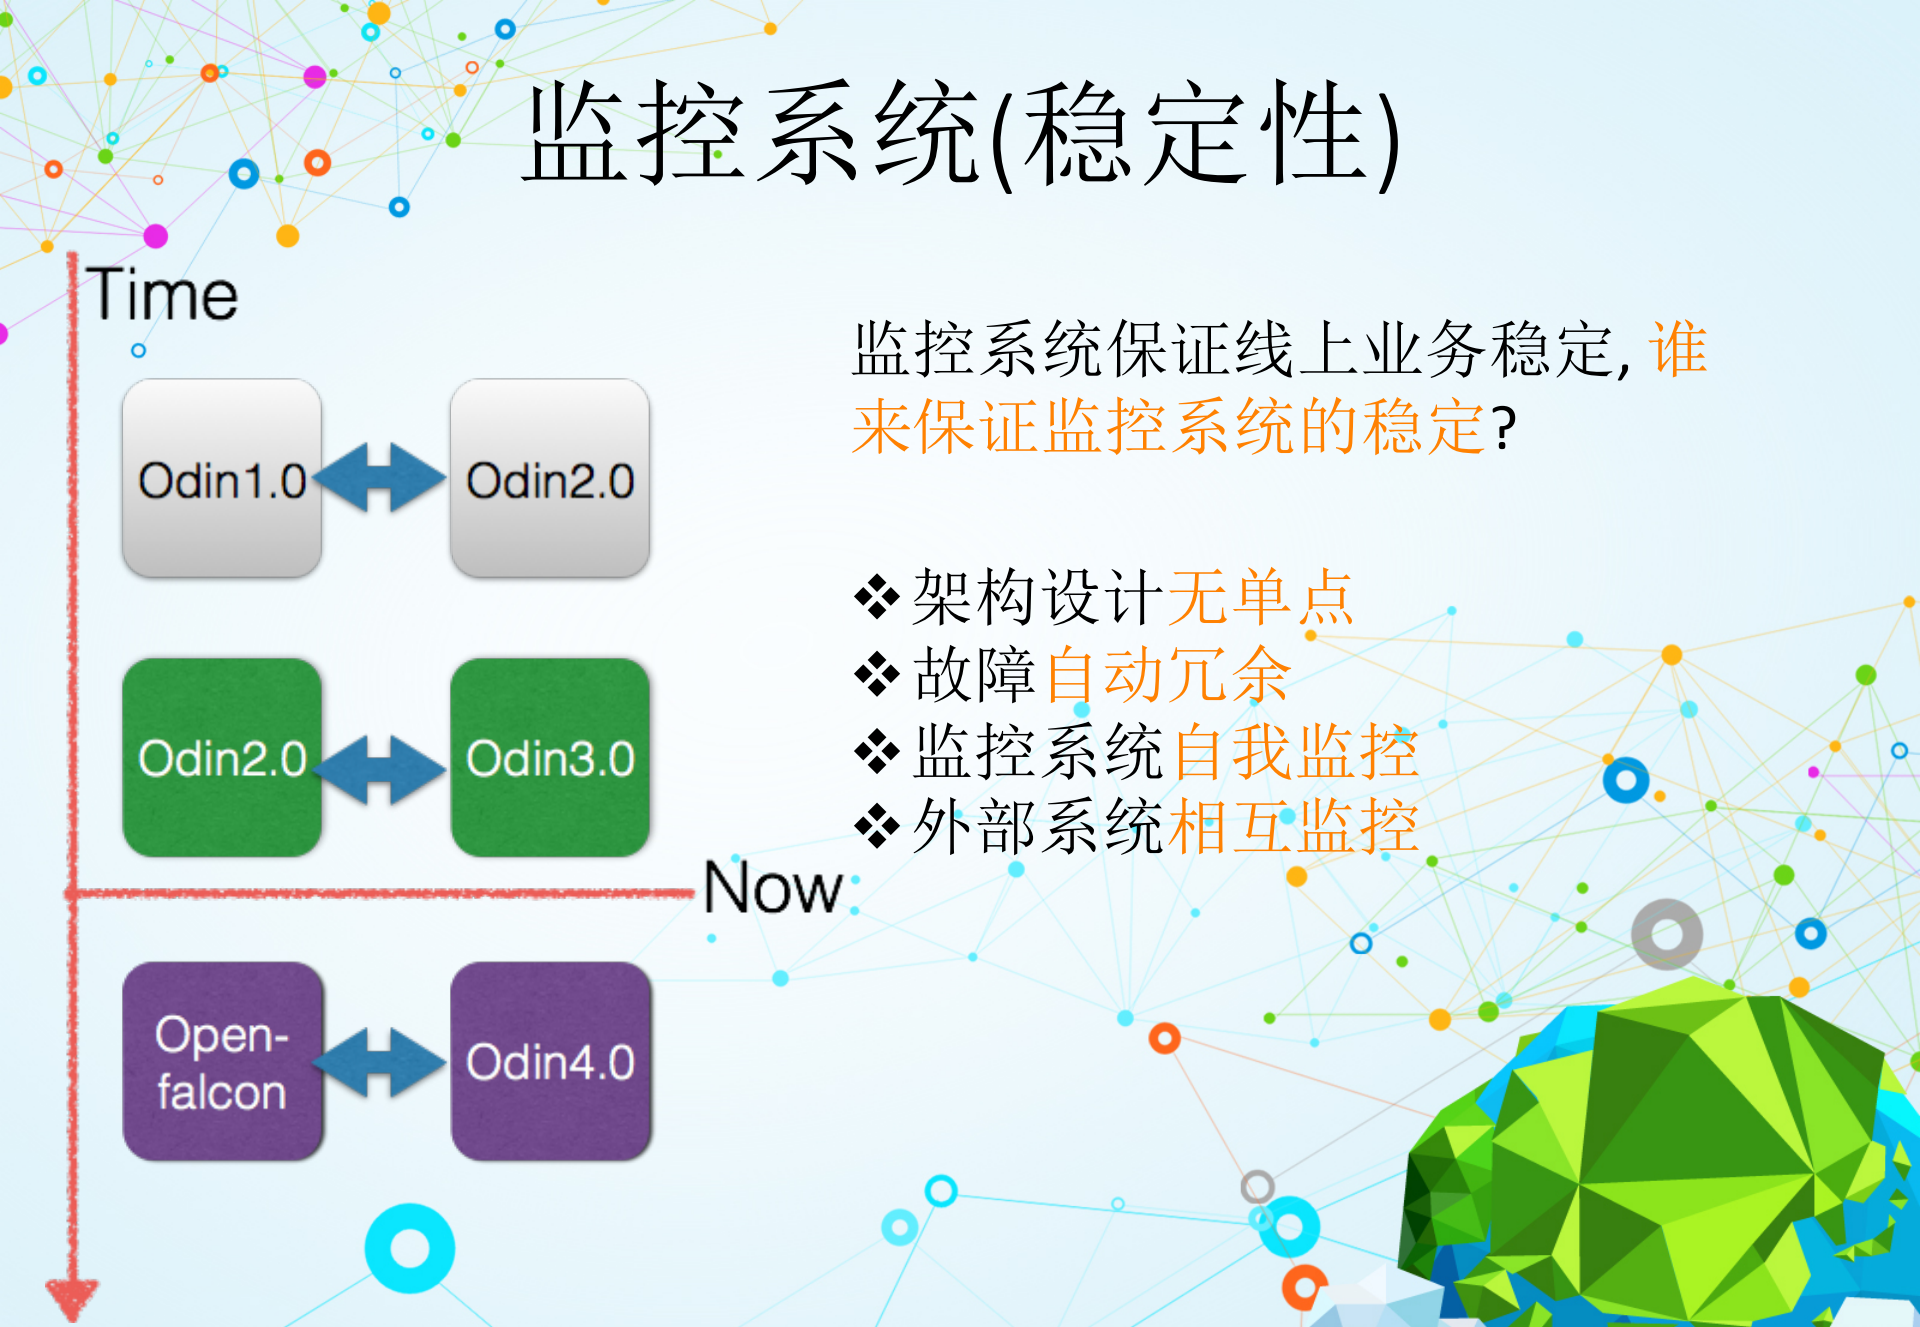 监控系统(稳定性)
Time
Odin1.0
Odin2.0
Odin2.0
Odin3.0
Now
Open-
falcon
Odin4.0
监控系统保证线上业务稳定, 谁
来保证监控系统的稳定?
❖架构设计无单点
❖故障自动冗余
❖监控系统自我监控
❖外部系统相互监控